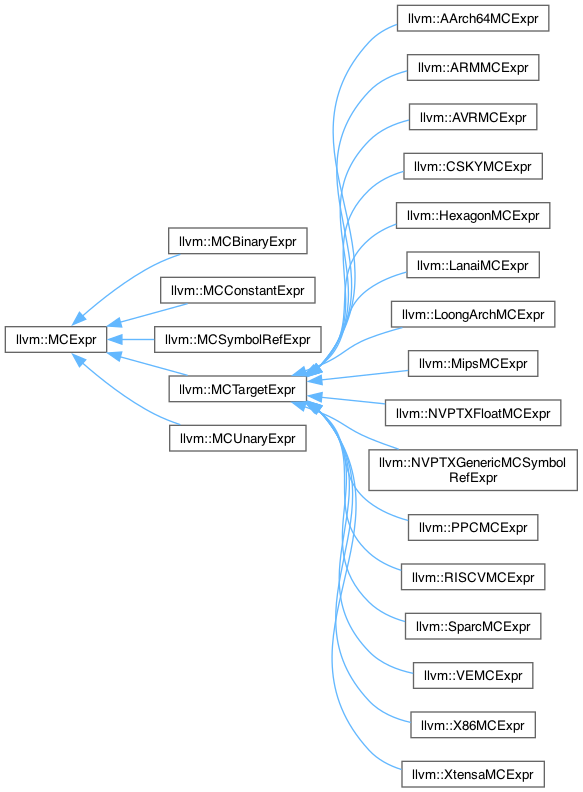 llvm::AArch64MCExpr
llvm::ARMMCExpr
llvm::AVRMCExpr
llvm::CSKYMCExpr
llvm::HexagonMCExpr
llvm::MCBinaryExpr
llvm::LanaiMCExpr
llvm::MCConstantExpr
llvm::LoongArchMCExpr
llvm::MCExpr
llvm::MCSymbolRefExpr
llvm::MipsMCExpr
llvm::MCTargetExpr
llvm::NVPTXFloatMCExpr
llvm::MCUnaryExpr
llvm::NVPTXGenericMCSymbol
RefExpr
llvm::PPCMCExpr
llvm::RISCVMCExpr
llvm::SparcMCExpr
llvm::VEMCExpr
llvm::X86MCExpr
llvm::XtensaMCExpr